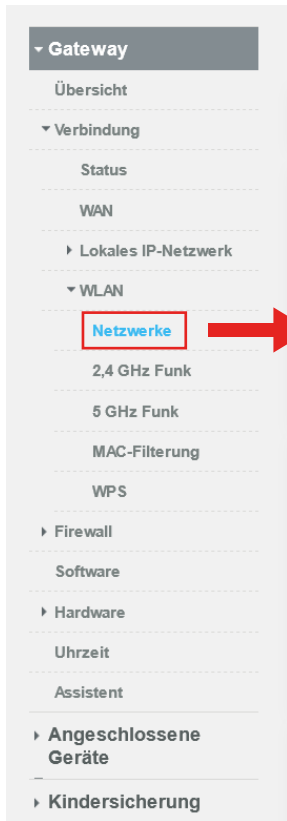 Gateway
Übersicht
Verbindung
Status
WAN
Lokales IP-Netzwerk
WLAN
Netzwerke
2,4 GHz Funk
5 GHz Funk
MAC-Filterung
WPS
Firewall
Software
Hardware
Uhrzeit
Assistent
Angeschlossene
Geräte
Kindersicherung